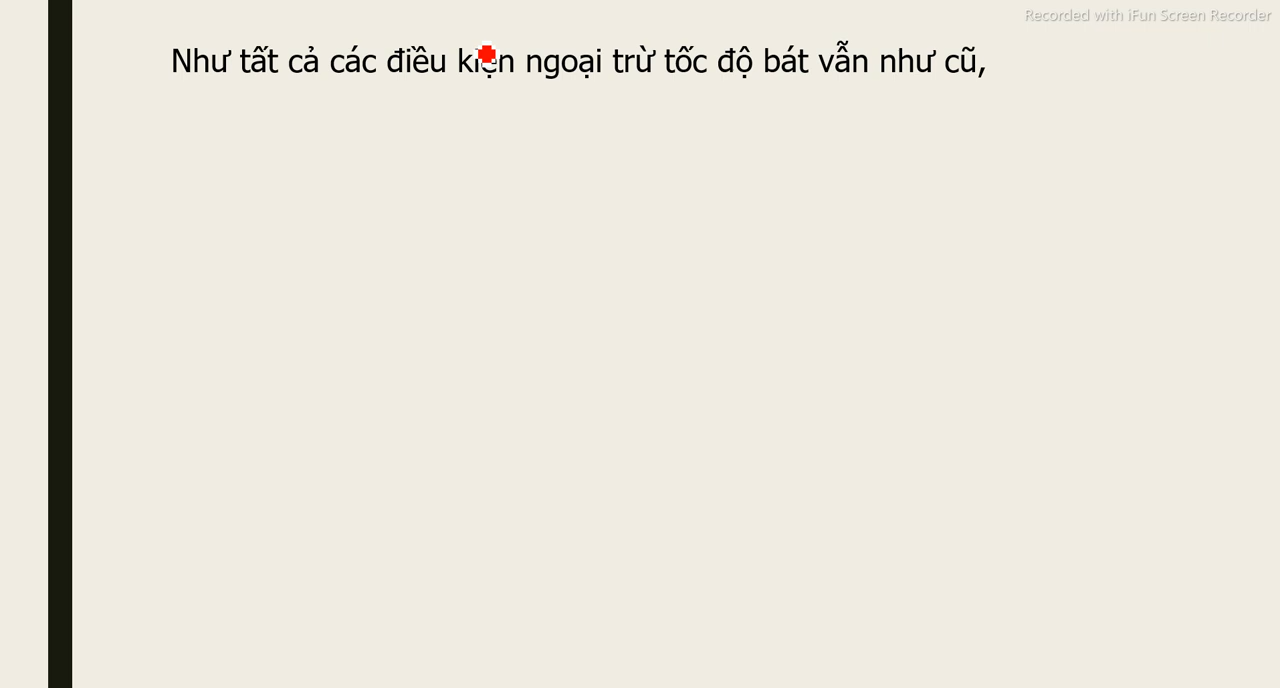 Recorded with iFun Screen Recorder
Như tất cả các điều kiện ngoại trừ tốc độ bát vẫn như cũ,